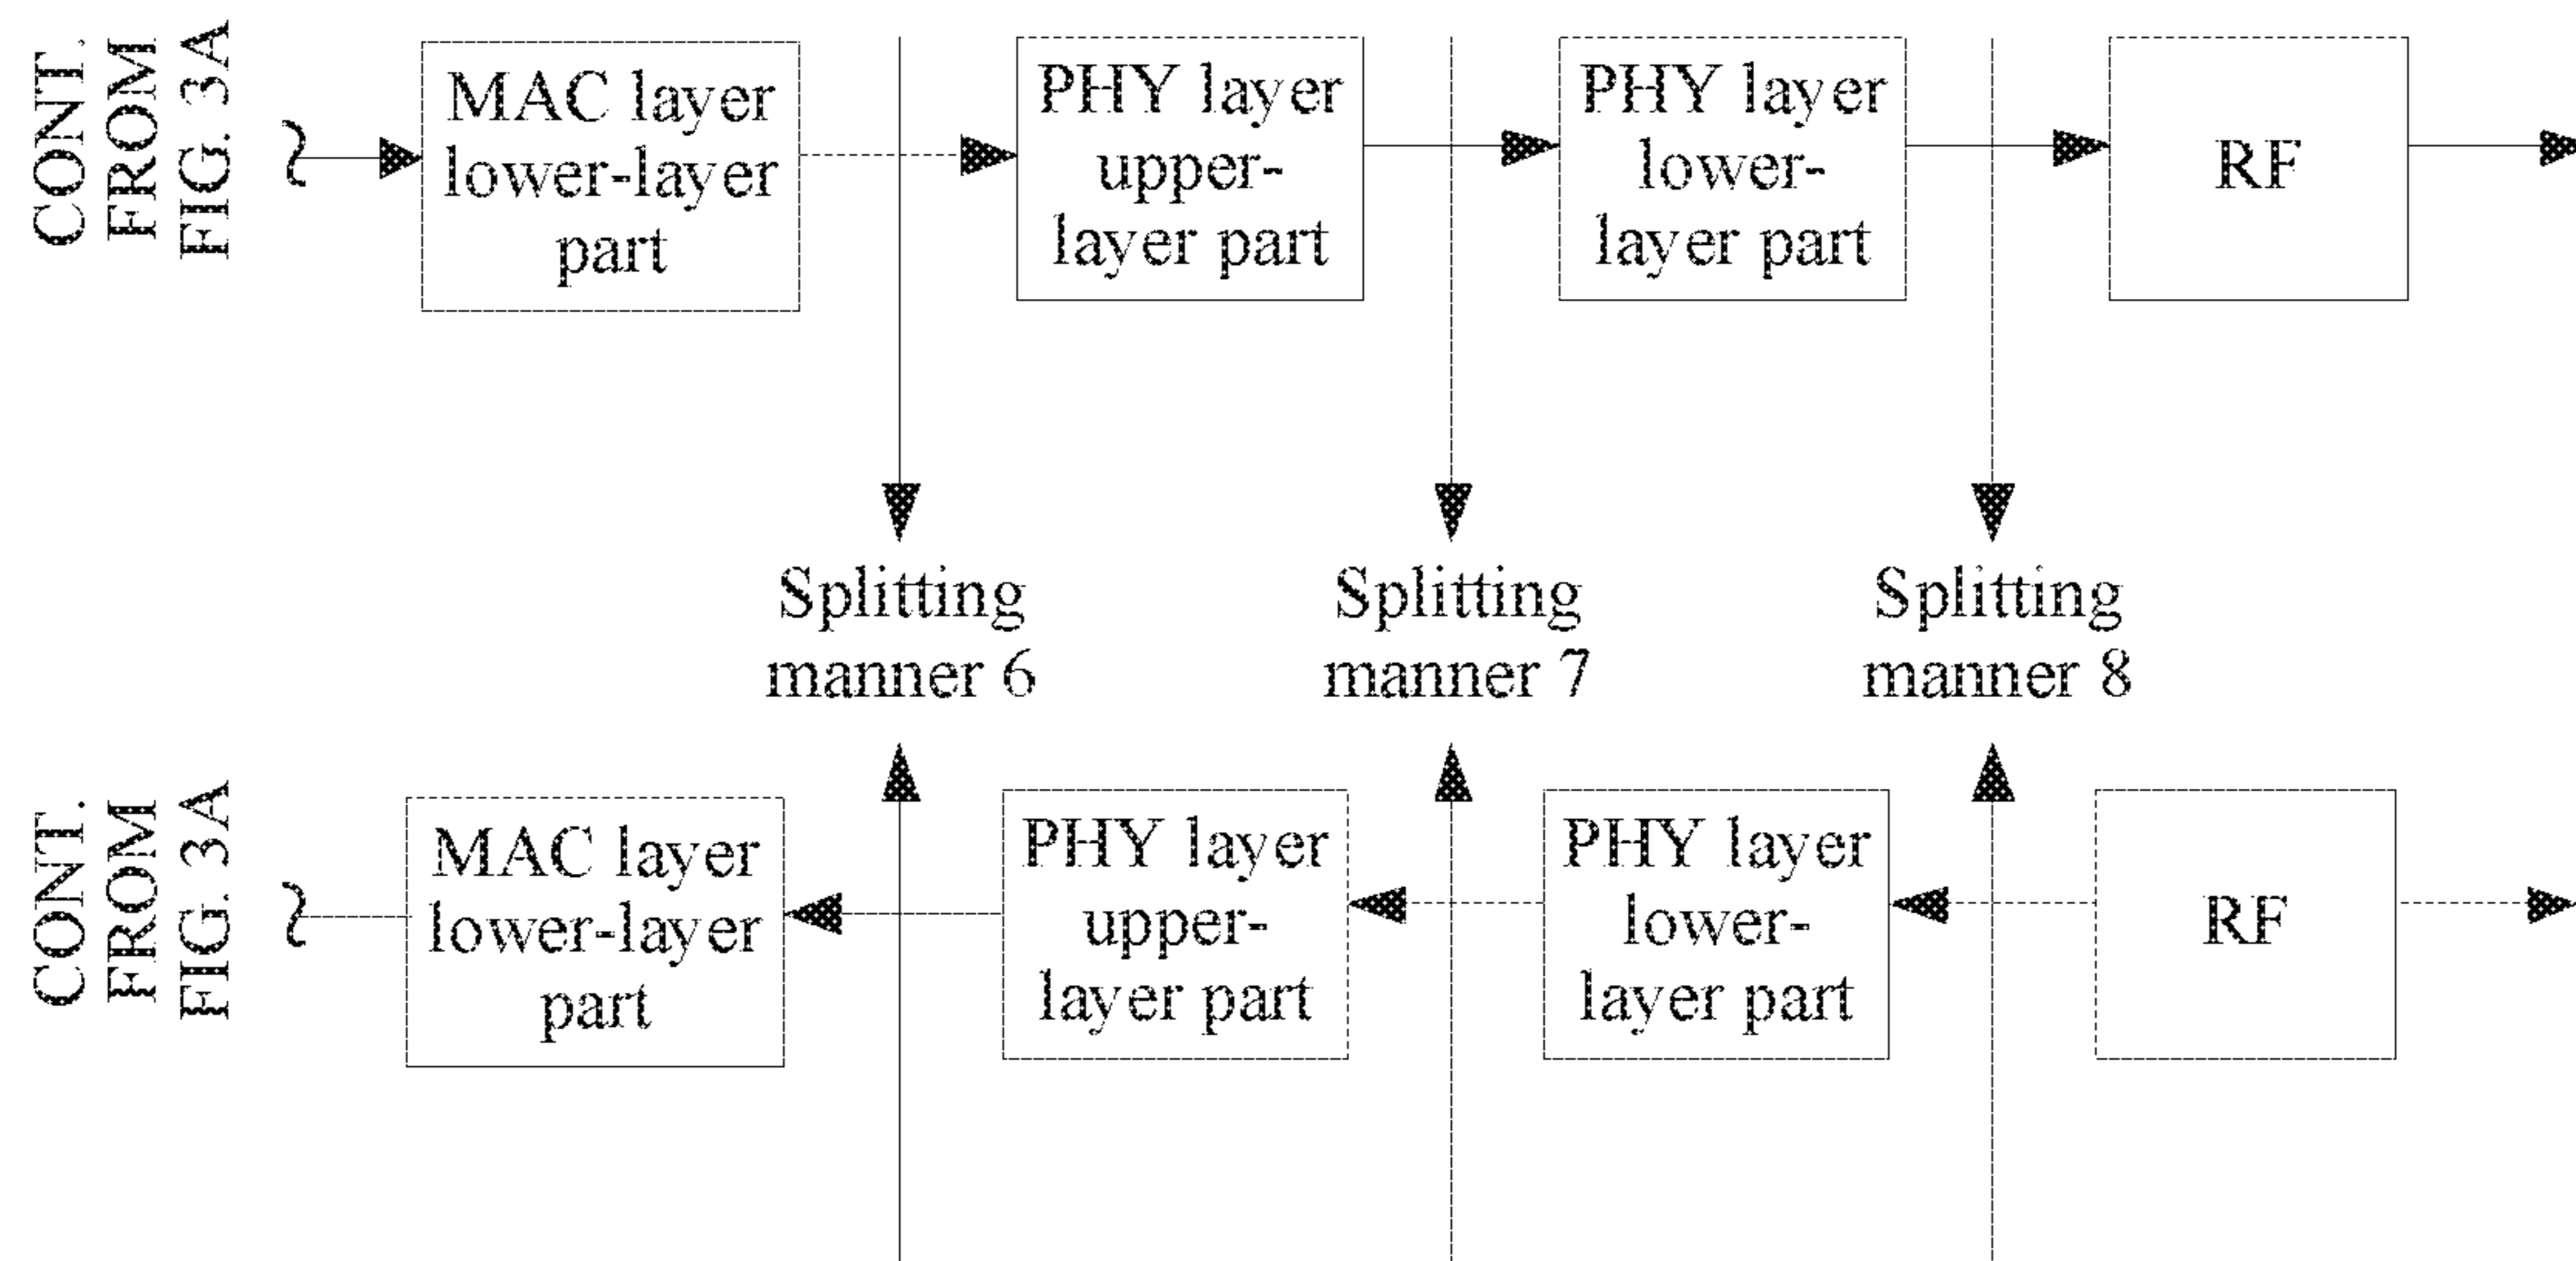 CONT.
FROM
FIG. 3A
MAC layer
lower-layer
part
PHY layer
upper-
layer part
PHY layer
lower-
layer part
RF
Splitting
manner 6
Splitting
manner 7
Splitting
manner 8
CONT.
FROM
FIG. 3A
MAC layer
lower-layer
part
PHY layer
upper-
layer part
PHY layer
lower-
layer part
RF